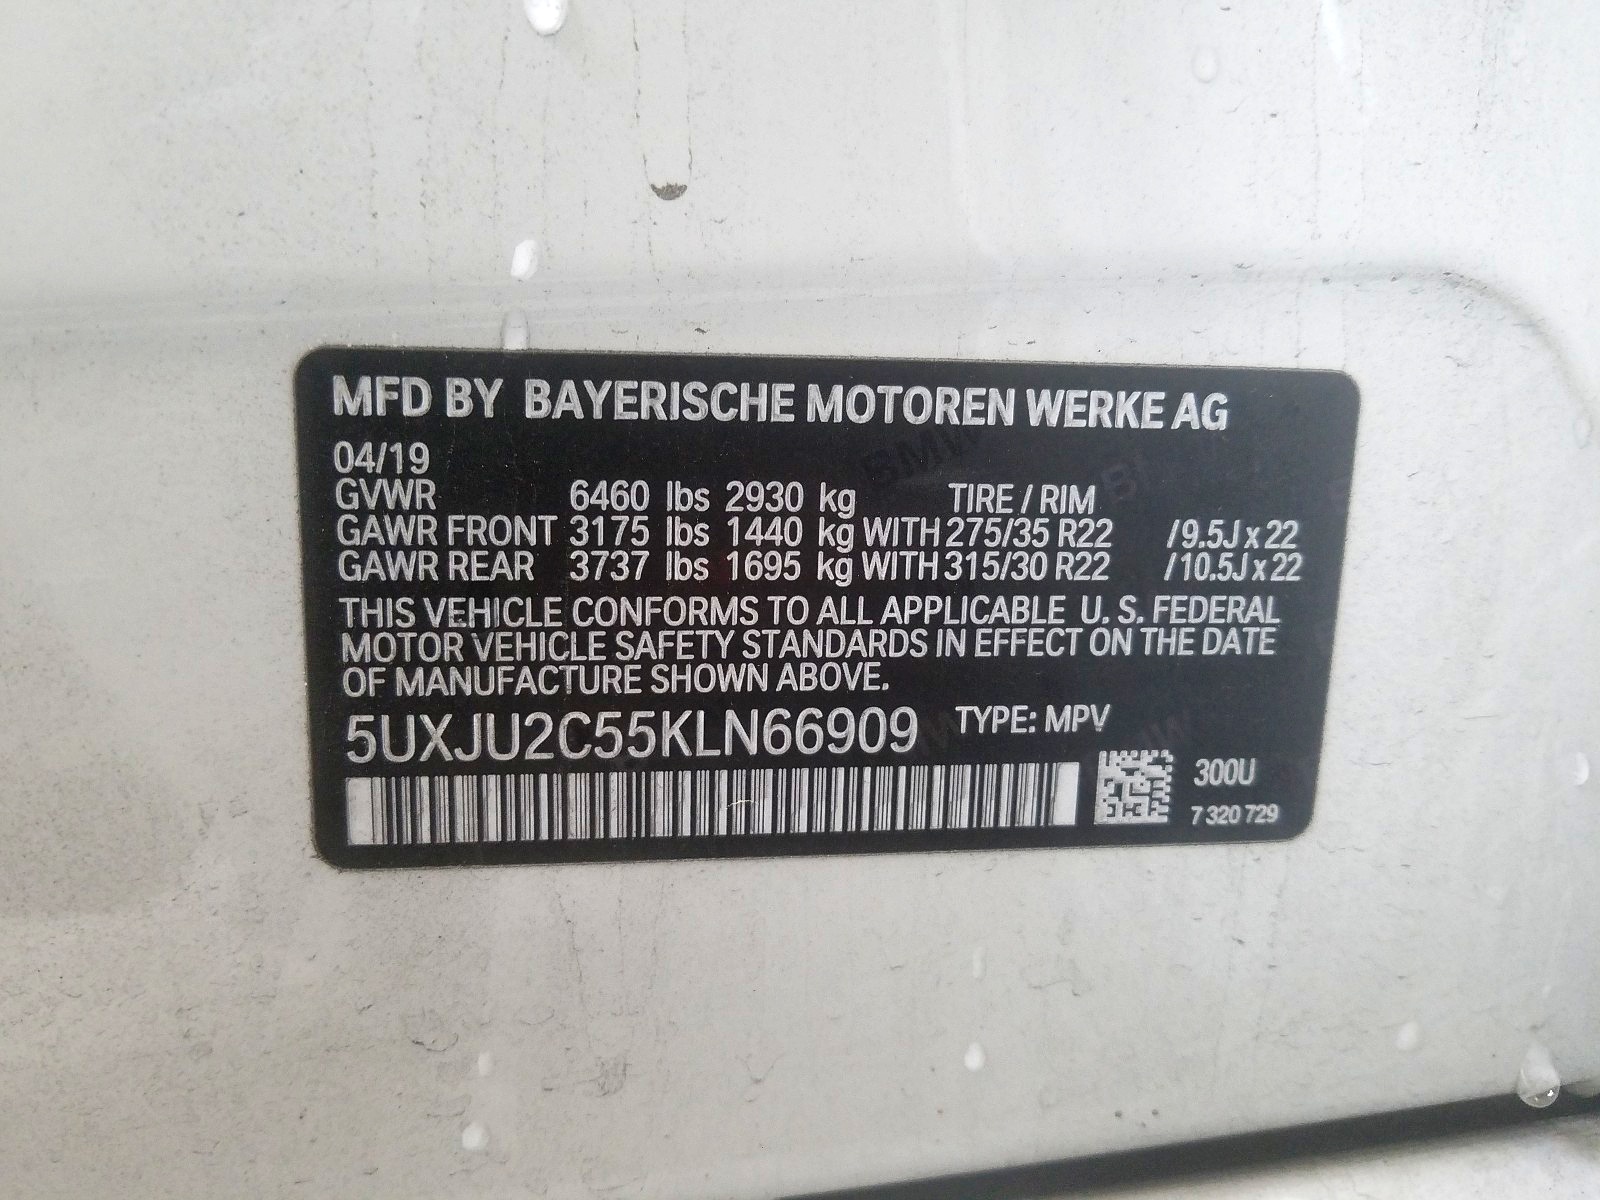 MFD BY BAYERISCHE MOTOREN WERKE AG
04/19
GVWR 6460 lbs 2930 kg TIRE / RIM
GAWR FRONT 3175 lbs 1440 kg WITH 275/35 R22 /9.5J x 22
GAWR REAR 3737 lbs 1695 kg WITH 315/30 R22 /10.5J x 22
THIS VEHICLE CONFORMS TO ALL APPLICABLE U. S. FEDERAL
MOTOR VEHICLE SAFETY STANDARDS IN EFFECT ON THE DATE
OF MANUFACTURE SHOWN ABOVE.
5UXJU2C55KLN66909 TYPE: MPV
300U
7 320 729